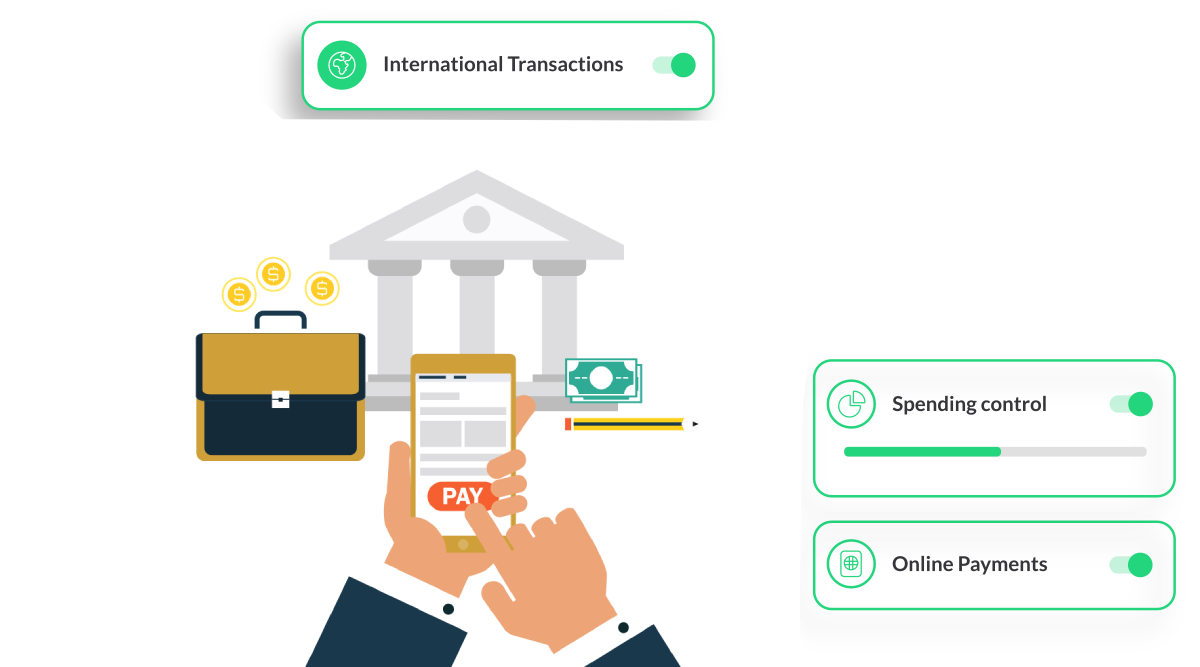 International Transactions
$
$
$
PAY
Spending control
Online Payments